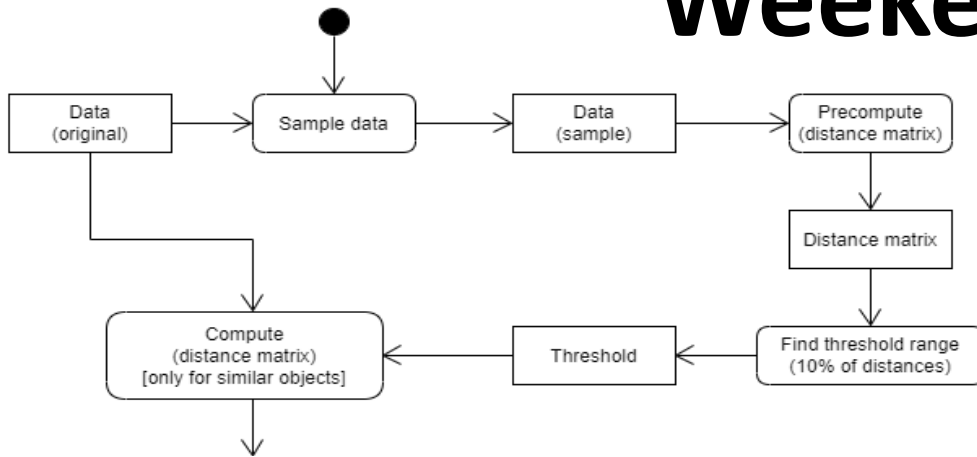 Data
(original)
Sample data
Data
(sample)
Precompute
(distance matrix)
Distance matrix
Compute
(distance matrix)
[only for similar objects]
Threshold
Find threshold range
(10% of distances)